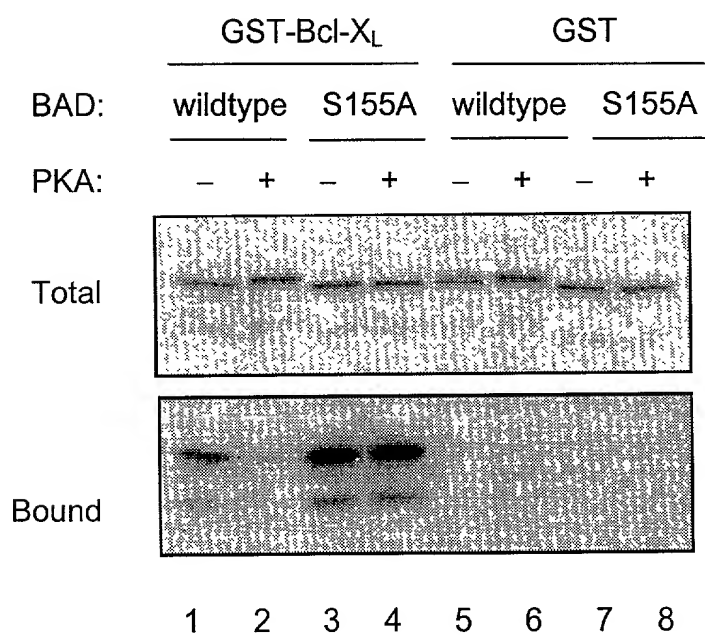 GST-Bcl-XL GST
BAD: wildtype S155A wildtype S155A
PKA: – + – + – + – +
Total
Bound
1 2 3 4 5 6 7 8